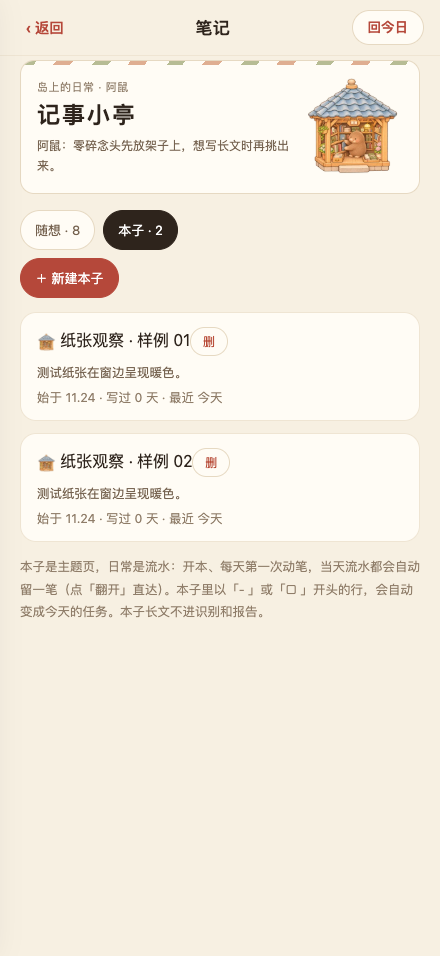 ‹ 返回
笔记
回今日
岛上的日常 · 阿鼠
记事小亭
阿鼠：零碎念头先放架子上，想写长文时再挑出
来。
随想 · 8
本子 · 2
＋ 新建本子
纸张观察 · 样例 01
删
测试纸张在窗边呈现暖色。
始于 11.24 · 写过 0 天 · 最近 今天
纸张观察 · 样例 02
删
测试纸张在窗边呈现暖色。
始于 11.24 · 写过 0 天 · 最近 今天
本子是主题页，日常是流水：开本、每天第一次动笔，当天流水都会自动
留一笔（点「翻开」直达）。本子里以「- 」或「▢ 」开头的行，会自动
变成今天的任务。本子长文不进识别和报告。